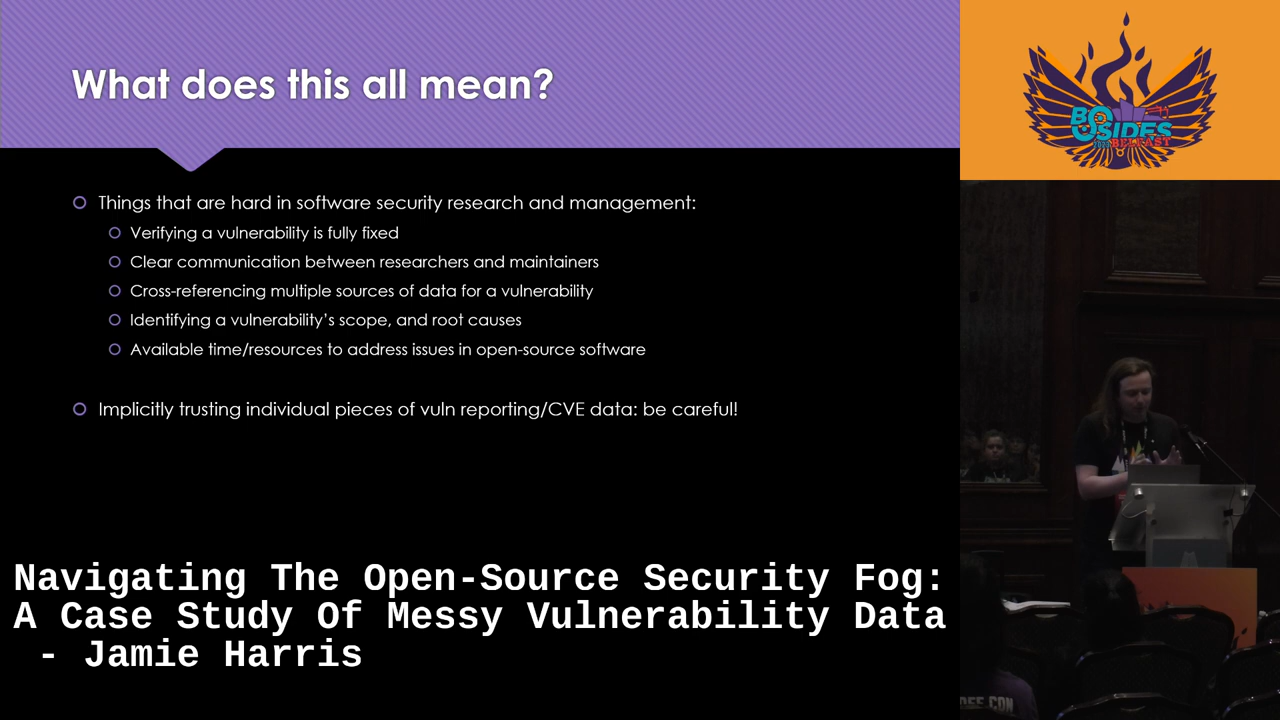 What does this all mean?
Things that are hard in software security research and management:
Verifying a vulnerability is fully fixed
Clear communication between researchers and maintainers
Cross-referencing multiple sources of data for a vulnerability
Identifying a vulnerability's scope, and root causes
Available time/resources to address issues in open-source software
Implicitly trusting individual pieces of vuln reporting/CVE data: be careful!
Navigating The Open-Source Security Fog:
A Case Study Of Messy Vulnerability Data
- Jamie Harris
BSIDES
BELFAST
DEF CON